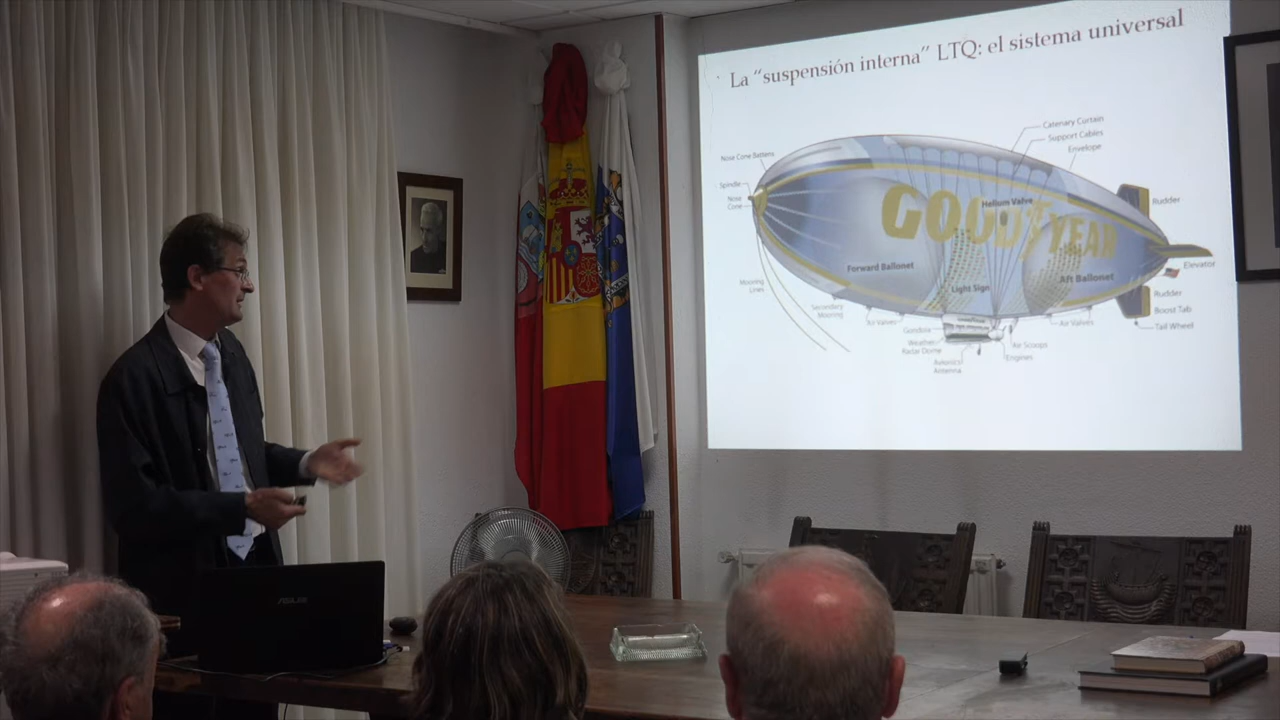 La “suspensión interna” LTQ: el sistema universal
Catenary Curtain
Support Cables
Envelope
Nose Cone Battens
Spindle
Nose
Cone
Helium Valve
Rudder
GOODYEAR
Forward Ballonet
Aft Ballonet
Elevator
Light Sign
Mooring
Lines
Rudder
Secondary
Mooring
Boost Tab
Air Valves
Air Valves
Tail Wheel
Gondola
Weather
Radar Dome
Air Scoops
Engines
Avionics
Antenna
ASUS